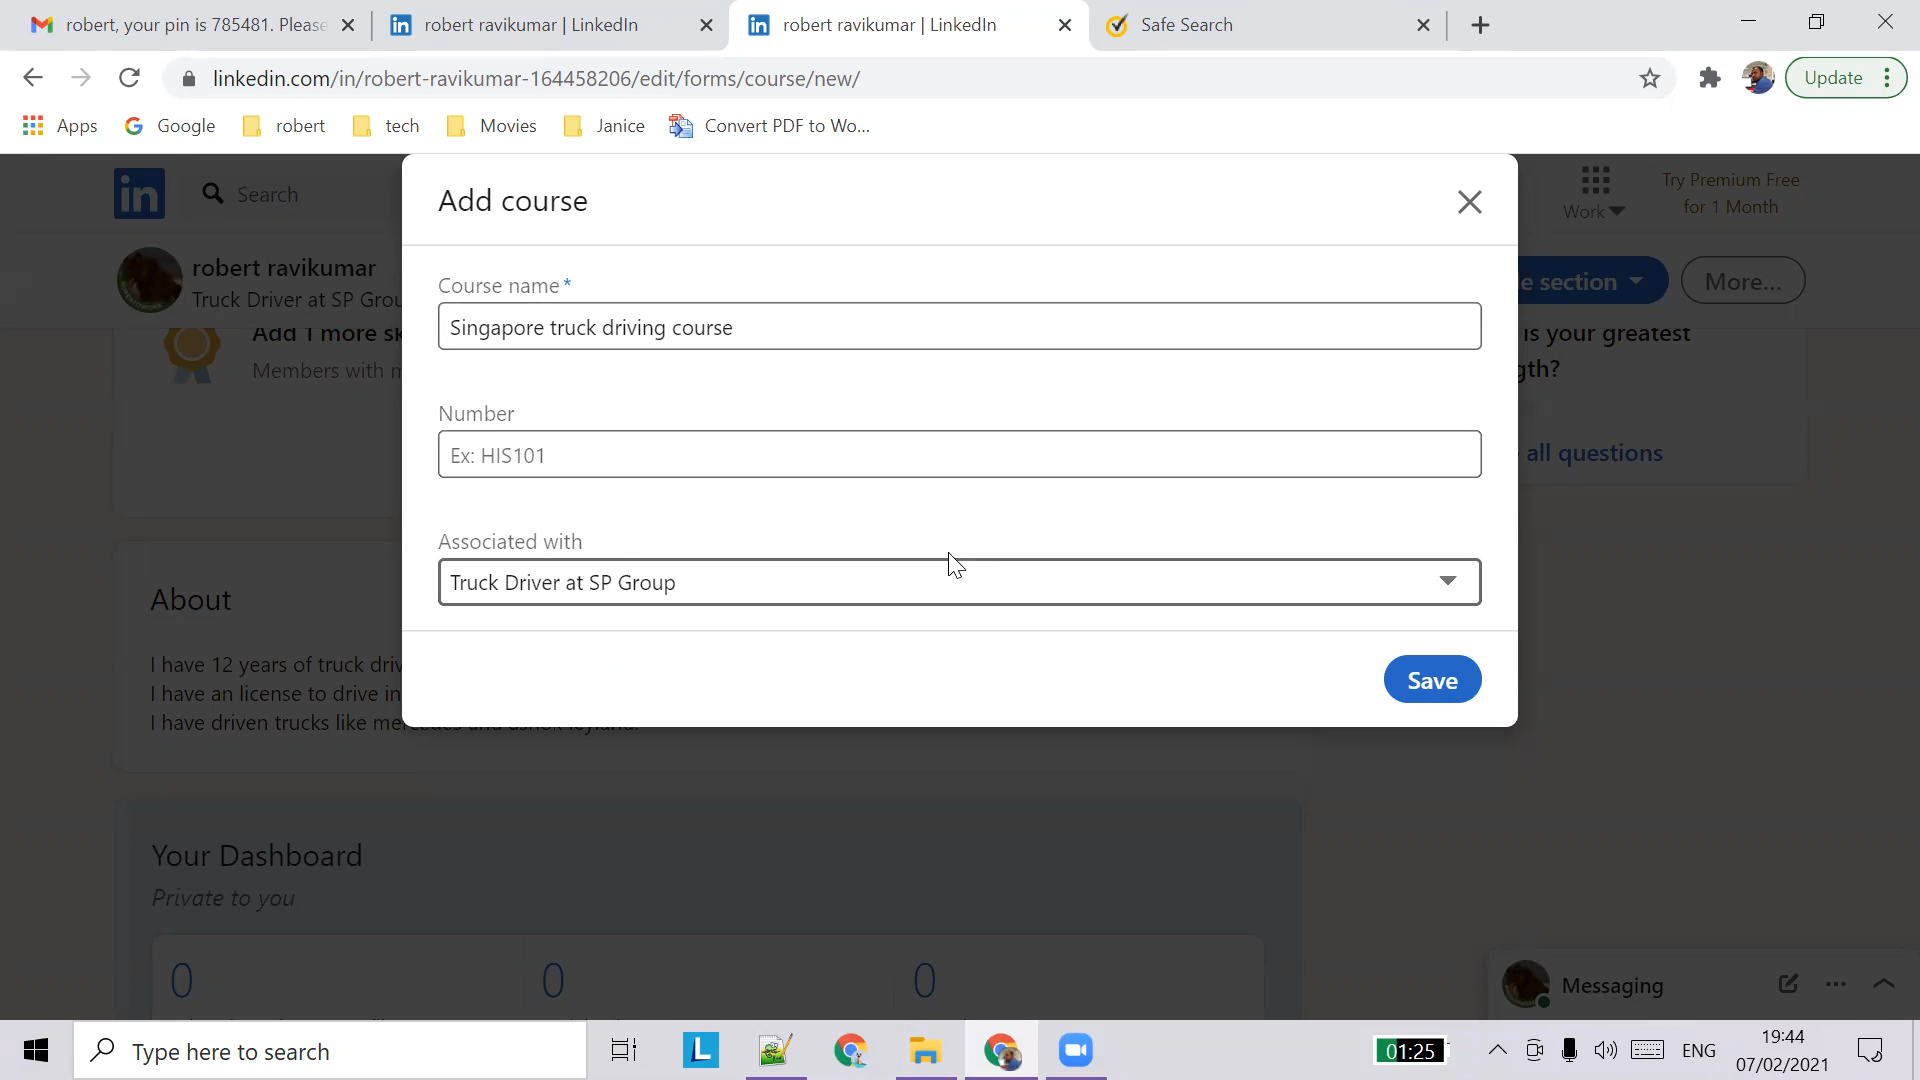 robert, your pin is 785481. Please
robert ravikumar | LinkedIn
robert ravikumar | LinkedIn
Safe Search
linkedin.com/in/robert-ravikumar-164458206/edit/forms/course/new/
Update
Apps
Google
robert
tech
Movies
Janice
Convert PDF to Wo...
in
Search
Work
Try Premium Free
for 1 Month
robert ravikumar
Truck Driver at SP Grou
e section
More...
Add course
Course name*
Singapore truck driving course
Number
Ex: HIS101
Associated with
Truck Driver at SP Group
Save
Add 1 more sk
Members with m
is your greatest
gth?
all questions
About
I have 12 years of truck driv
I have an license to drive in
I have driven trucks like mercedes and ashok leyland.
Your Dashboard
Private to you
0
0
0
Messaging
Type here to search
L
01:25
ENG
19:44
07/02/2021